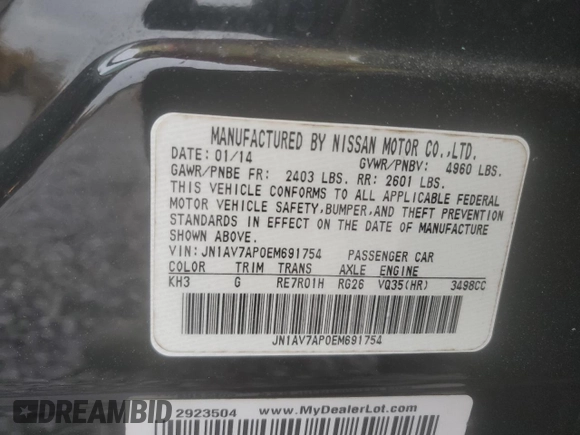 MANUFACTURED BY NISSAN MOTOR CO.,LTD.
DATE: 01/14 GVWR/PNBV: 4960 LBS.
GAWR/PNBE FR: 2403 LBS. RR: 2601 LBS.
THIS VEHICLE CONFORMS TO ALL APPLICABLE FEDERAL
MOTOR VEHICLE SAFETY,BUMPER,AND THEFT PREVENTION
STANDARDS IN EFFECT ON THE DATE OF MANUFACTURE
SHOWN ABOVE.
VIN: JN1AV7AP0EM691754 PASSENGER CAR
COLOR TRIM TRANS AXLE ENGINE
KH3 G RE7R01H RG26 VQ35(HR) 3498CC
JN1AV7AP0EM691754
2923504 www.MyDealerLot.com
DREAMBID